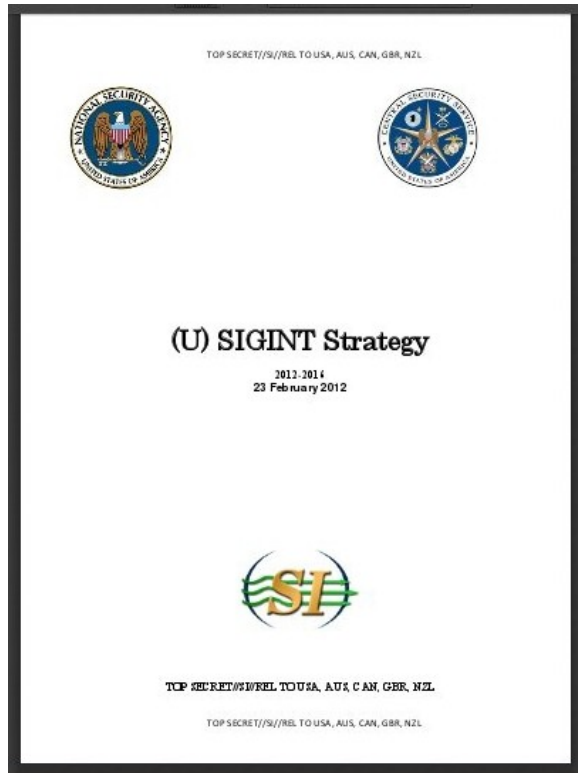 TOP SECRET//SI//REL TO USA, AUS, CAN, GBR, NZL
NATIONAL SECURITY AGENCY
UNITED STATES OF AMERICA
CENTRAL SECURITY SERVICE
UNITED STATES OF AMERICA
(U) SIGINT Strategy
2012-2016
23 February 2012
SI
TOP SECRET//SI//REL TO USA, AUS, CAN, GBR, NZL
TOP SECRET//SI//REL TO USA, AUS, CAN, GBR, NZL